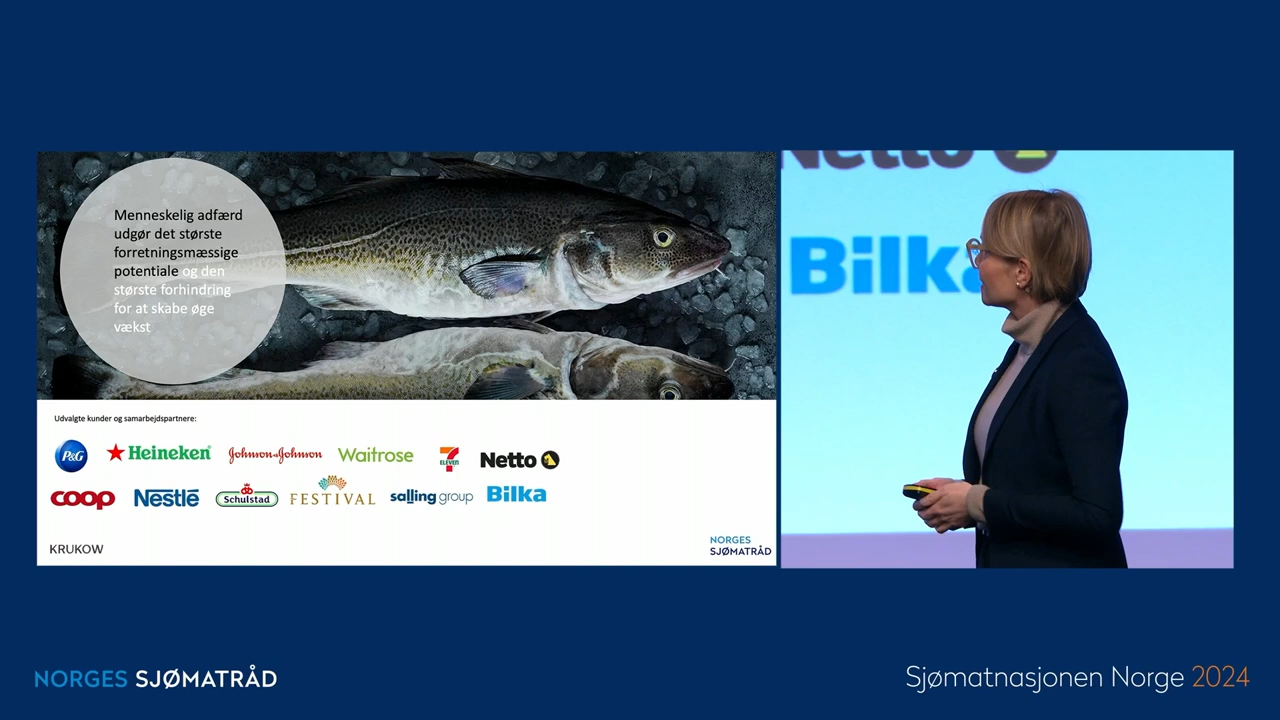 Menneskelig adfærd
udgør det største
forretningsmæssige
potentiale og den
største forhindring
for at skabe øge
vækst
Udvalgte kunder og samarbejdspartnere:
P&G
Heineken
Johnson & Johnson
Waitrose
7 ELEVEN
Netto
coop
Nestlé
Schulstad
FESTIVAL
salling group
Bilka
KRUKOW
NORGES
SJØMATRÅD
Netto
Bilka
NORGES SJØMATRÅD
Sjømatnasjonen Norge 2024